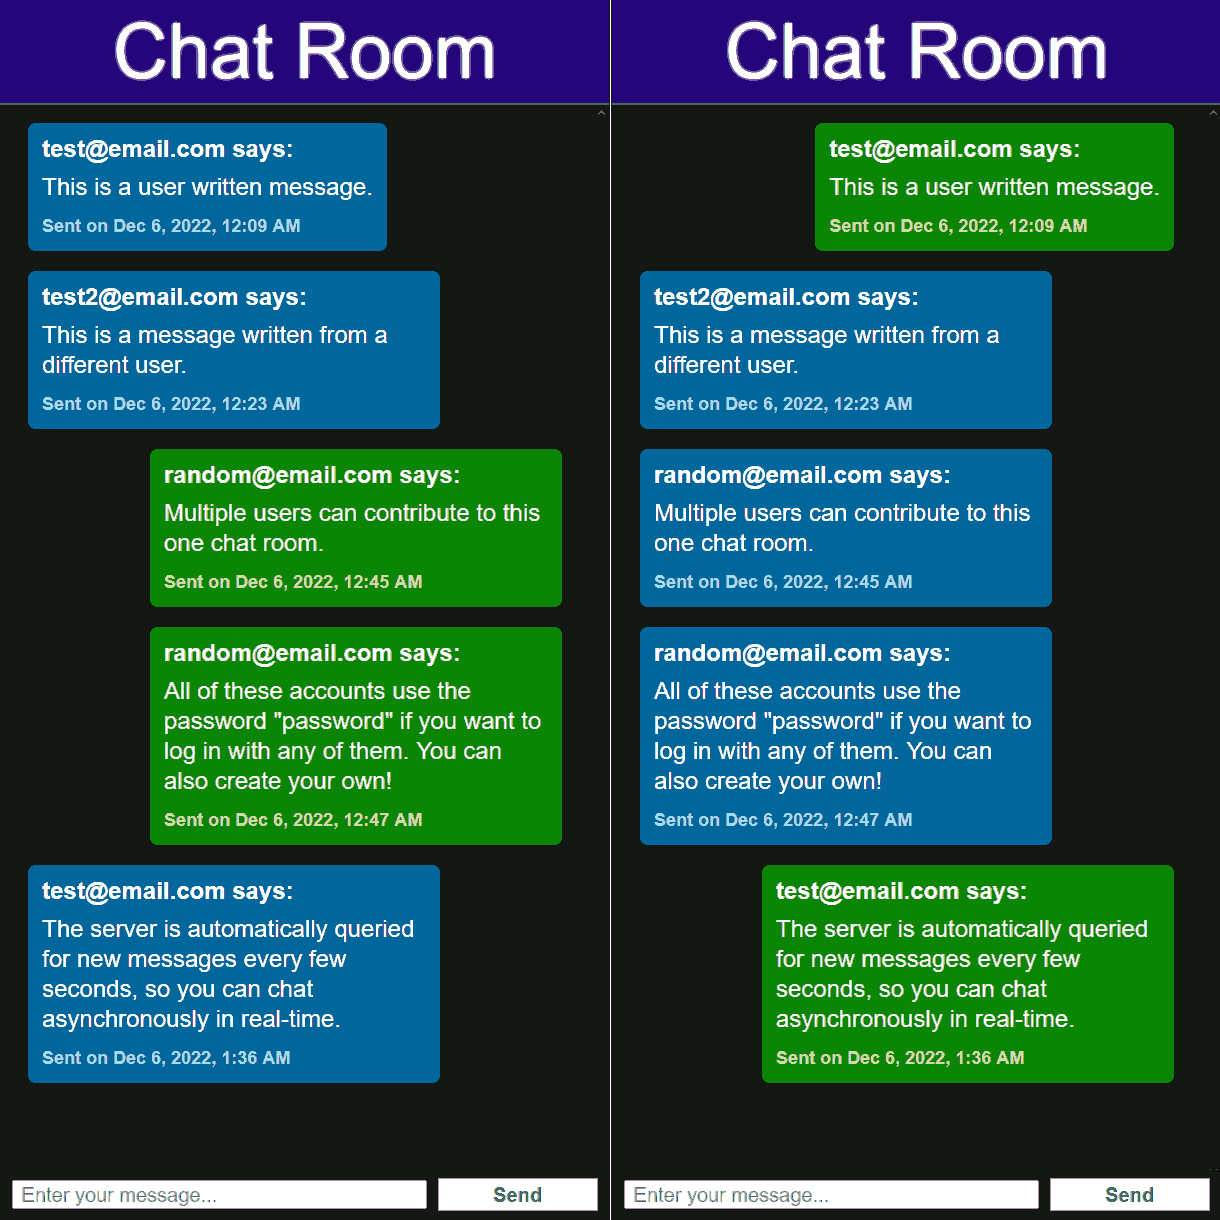 Chat Room
test@email.com says:
This is a user written message.
Sent on Dec 6, 2022, 12:09 AM
test2@email.com says:
This is a message written from a
different user.
Sent on Dec 6, 2022, 12:23 AM
random@email.com says:
Multiple users can contribute to this
one chat room.
Sent on Dec 6, 2022, 12:45 AM
random@email.com says:
All of these accounts use the
password "password" if you want to
log in with any of them. You can
also create your own!
Sent on Dec 6, 2022, 12:47 AM
test@email.com says:
The server is automatically queried
for new messages every few
seconds, so you can chat
asynchronously in real-time.
Sent on Dec 6, 2022, 1:36 AM
Enter your message...
Send
Chat Room
test@email.com says:
This is a user written message.
Sent on Dec 6, 2022, 12:09 AM
test2@email.com says:
This is a message written from a
different user.
Sent on Dec 6, 2022, 12:23 AM
random@email.com says:
Multiple users can contribute to this
one chat room.
Sent on Dec 6, 2022, 12:45 AM
random@email.com says:
All of these accounts use the
password "password" if you want to
log in with any of them. You can
also create your own!
Sent on Dec 6, 2022, 12:47 AM
test@email.com says:
The server is automatically queried
for new messages every few
seconds, so you can chat
asynchronously in real-time.
Sent on Dec 6, 2022, 1:36 AM
Enter your message...
Send